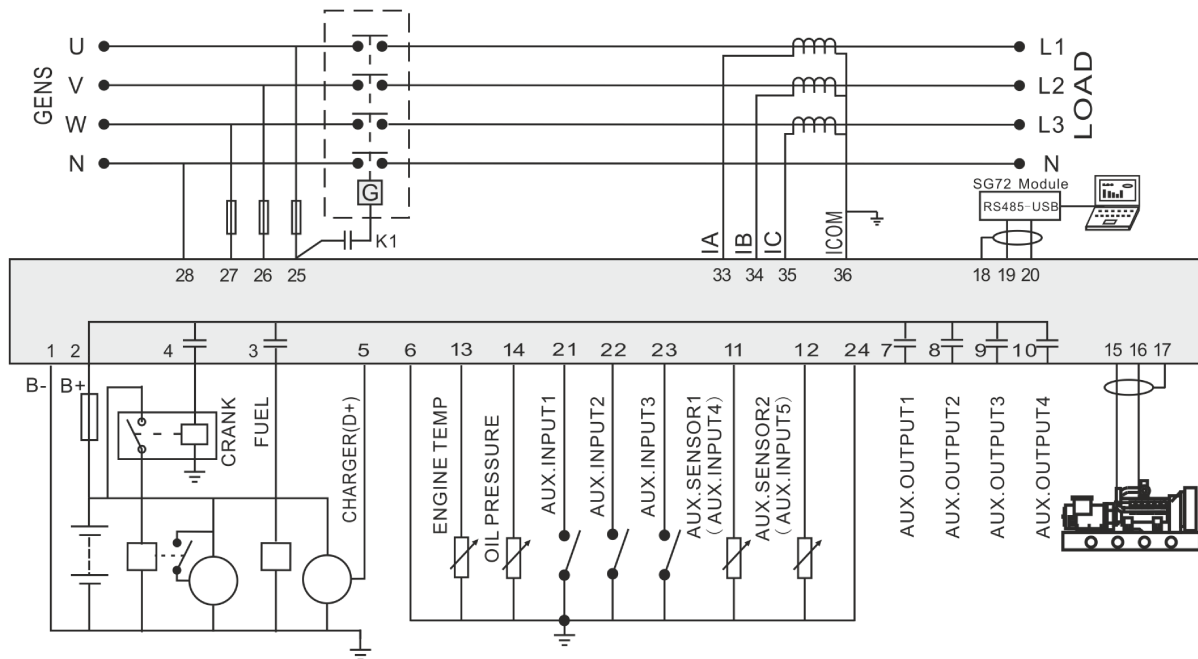 GENS
U
V
W
N
G
K1
L1
L2
L3
N
LOAD
SG72 Module
RS485-USB
IA
IB
IC
ICOM
28
27
26
25
33
34
35
36
18
19
20
1
2
4
3
5
6
13
14
21
22
23
11
12
24
7
8
9
10
15
16
17
B-
B+
CRANK
FUEL
CHARGER(D+)
ENGINE TEMP
OIL PRESSURE
AUX.INPUT1
AUX.INPUT2
AUX.INPUT3
AUX.SENSOR1
(AUX.INPUT4)
AUX.SENSOR2
(AUX.INPUT5)
AUX.OUTPUT1
AUX.OUTPUT2
AUX.OUTPUT3
AUX.OUTPUT4